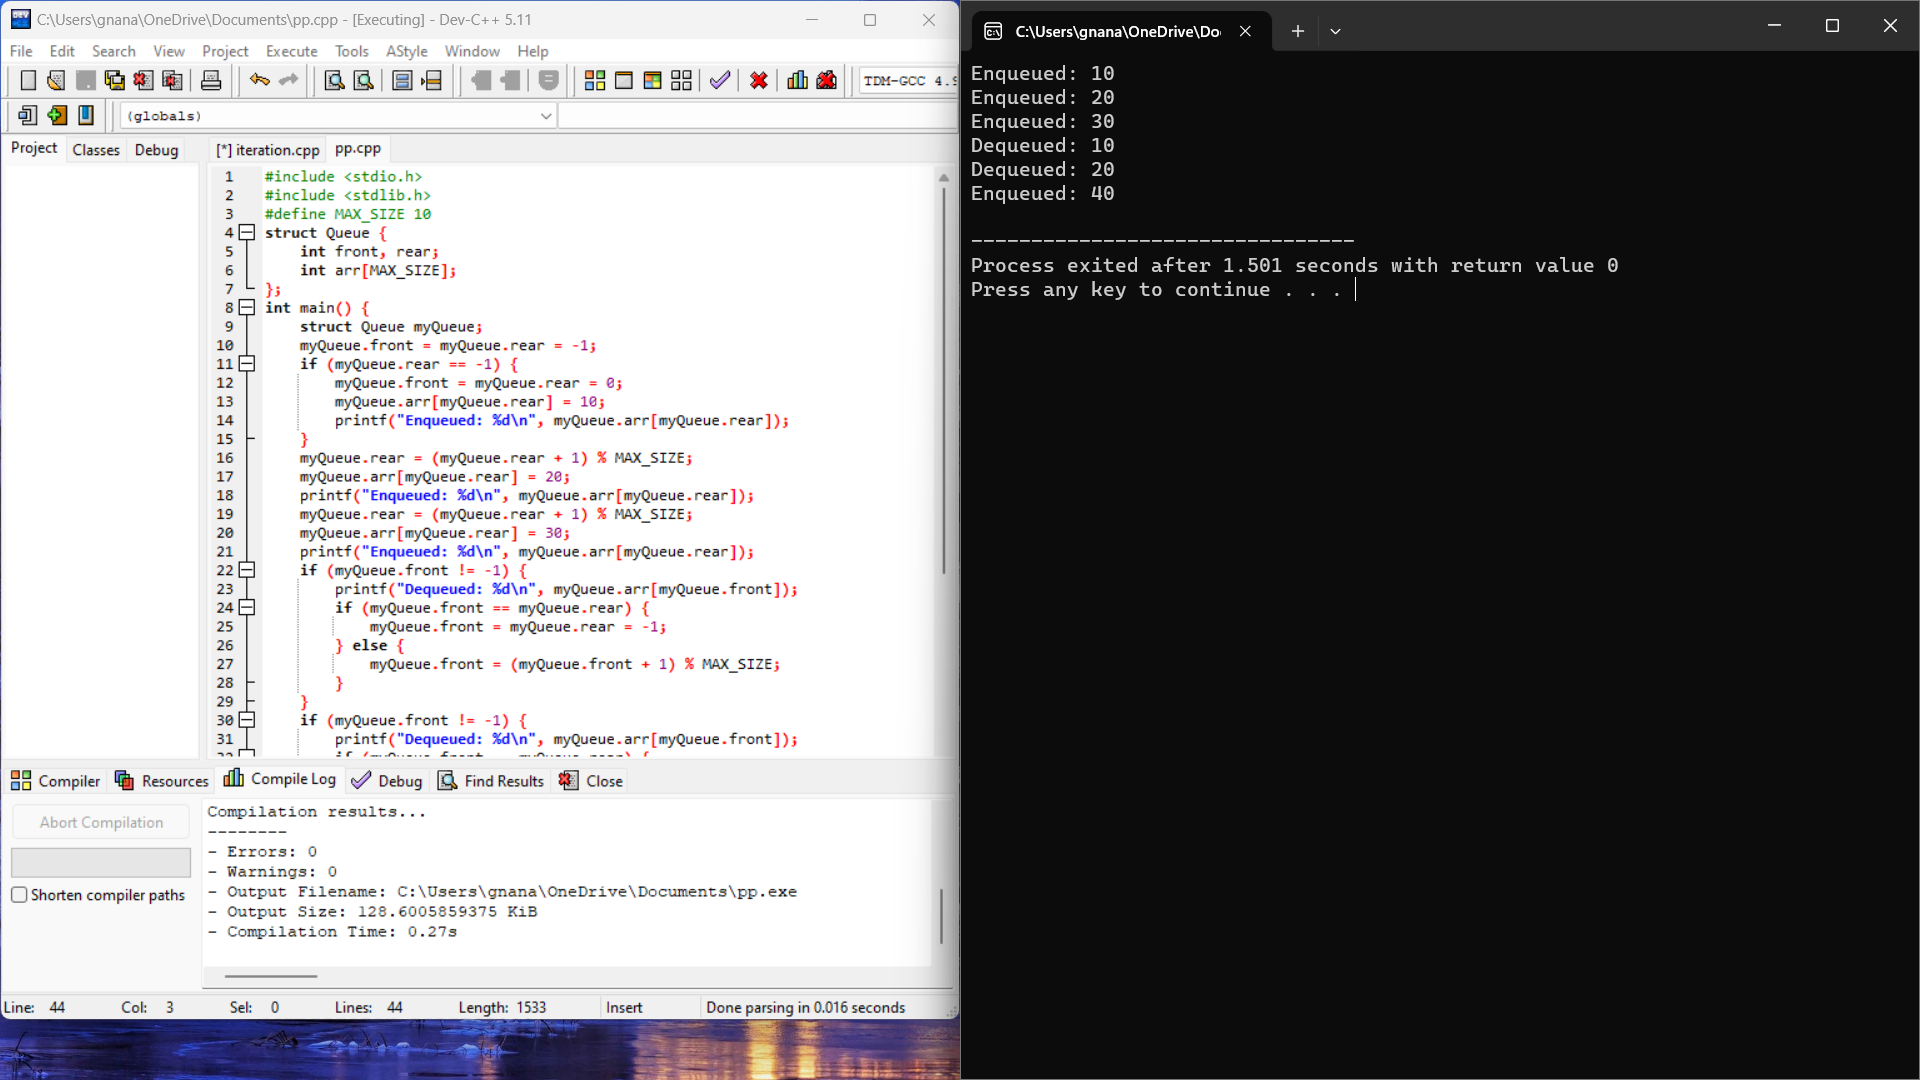 C:\Users\gnana\OneDrive\Documents\pp.cpp - [Executing] - Dev-C++ 5.11
File Edit Search View Project Execute Tools AStyle Window Help
TDM-GCC 4.9
(globals)
Project Classes Debug
[*] iteration.cpp pp.cpp
1 #include <stdio.h>
2 #include <stdlib.h>
3 #define MAX_SIZE 10
4 struct Queue {
5 int front, rear;
6 int arr[MAX_SIZE];
7 };
8 int main() {
9 struct Queue myQueue;
10 myQueue.front = myQueue.rear = -1;
11 if (myQueue.rear == -1) {
12 myQueue.front = myQueue.rear = 0;
13 myQueue.arr[myQueue.rear] = 10;
14 printf("Enqueued: %d\n", myQueue.arr[myQueue.rear]);
15 }
16 myQueue.rear = (myQueue.rear + 1) % MAX_SIZE;
17 myQueue.arr[myQueue.rear] = 20;
18 printf("Enqueued: %d\n", myQueue.arr[myQueue.rear]);
19 myQueue.rear = (myQueue.rear + 1) % MAX_SIZE;
20 myQueue.arr[myQueue.rear] = 30;
21 printf("Enqueued: %d\n", myQueue.arr[myQueue.rear]);
22 if (myQueue.front != -1) {
23 printf("Dequeued: %d\n", myQueue.arr[myQueue.front]);
24 if (myQueue.front == myQueue.rear) {
25 myQueue.front = myQueue.rear = -1;
26 } else {
27 myQueue.front = (myQueue.front + 1) % MAX_SIZE;
28 }
29 }
30 if (myQueue.front != -1) {
31 printf("Dequeued: %d\n", myQueue.arr[myQueue.front]);
Compiler Resources Compile Log Debug Find Results Close
Abort Compilation
Shorten compiler paths
Compilation results...
--------
- Errors: 0
- Warnings: 0
- Output Filename: C:\Users\gnana\OneDrive\Documents\pp.exe
- Output Size: 128.6005859375 KiB
- Compilation Time: 0.27s
Line: 44 Col: 3 Sel: 0 Lines: 44 Length: 1533 Insert Done parsing in 0.016 seconds
C:\Users\gnana\OneDrive\Do
Enqueued: 10
Enqueued: 20
Enqueued: 30
Dequeued: 10
Dequeued: 20
Enqueued: 40
--------------------------------
Process exited after 1.501 seconds with return value 0
Press any key to continue . . .